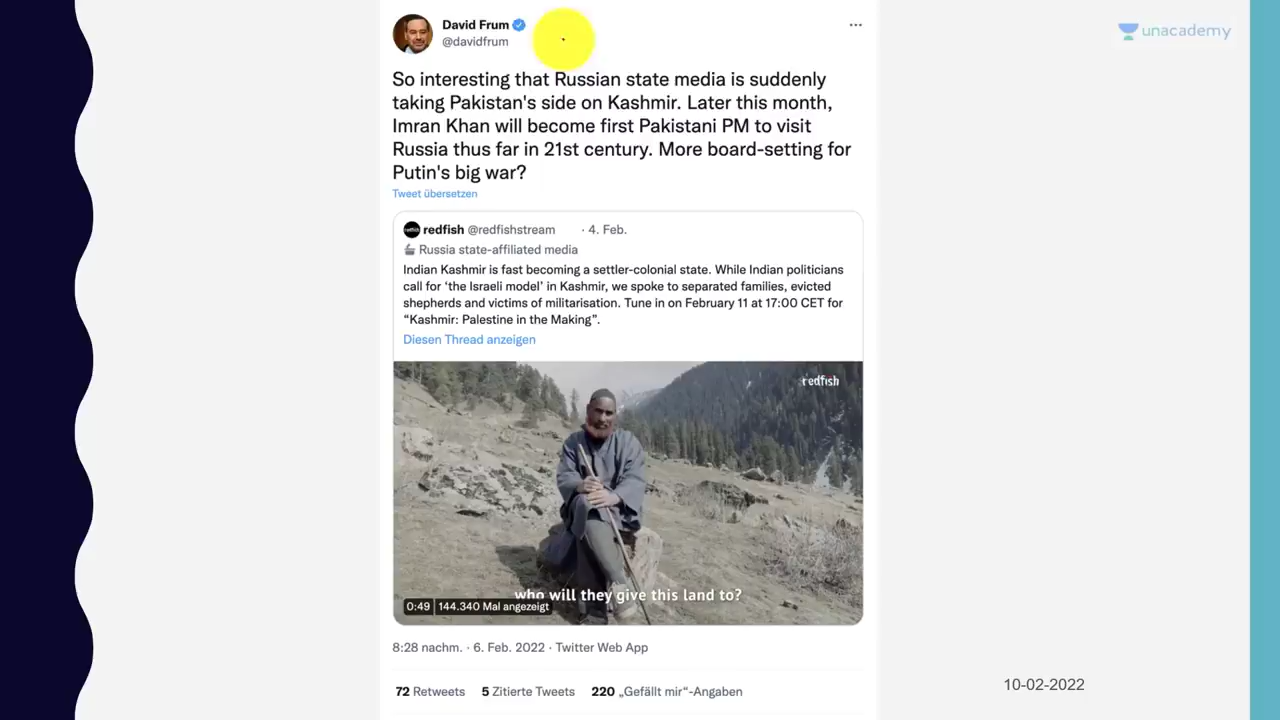 David Frum
@davidfrum
unacademy
So interesting that Russian state media is suddenly
taking Pakistan's side on Kashmir. Later this month,
Imran Khan will become first Pakistani PM to visit
Russia thus far in 21st century. More board-setting for
Putin's big war?
Tweet übersetzen
redfish @redfishstream · 4. Feb.
Russia state-affiliated media
Indian Kashmir is fast becoming a settler-colonial state. While Indian politicians
call for ‘the Israeli model’ in Kashmir, we spoke to separated families, evicted
shepherds and victims of militarisation. Tune in on February 11 at 17:00 CET for
“Kashmir: Palestine in the Making”.
Diesen Thread anzeigen
redfish
who will they give this land to?
0:49 144.340 Mal angezeigt
8:28 nachm. · 6. Feb. 2022 · Twitter Web App
72 Retweets 5 Zitierte Tweets 220 „Gefällt mir“-Angaben
10-02-2022